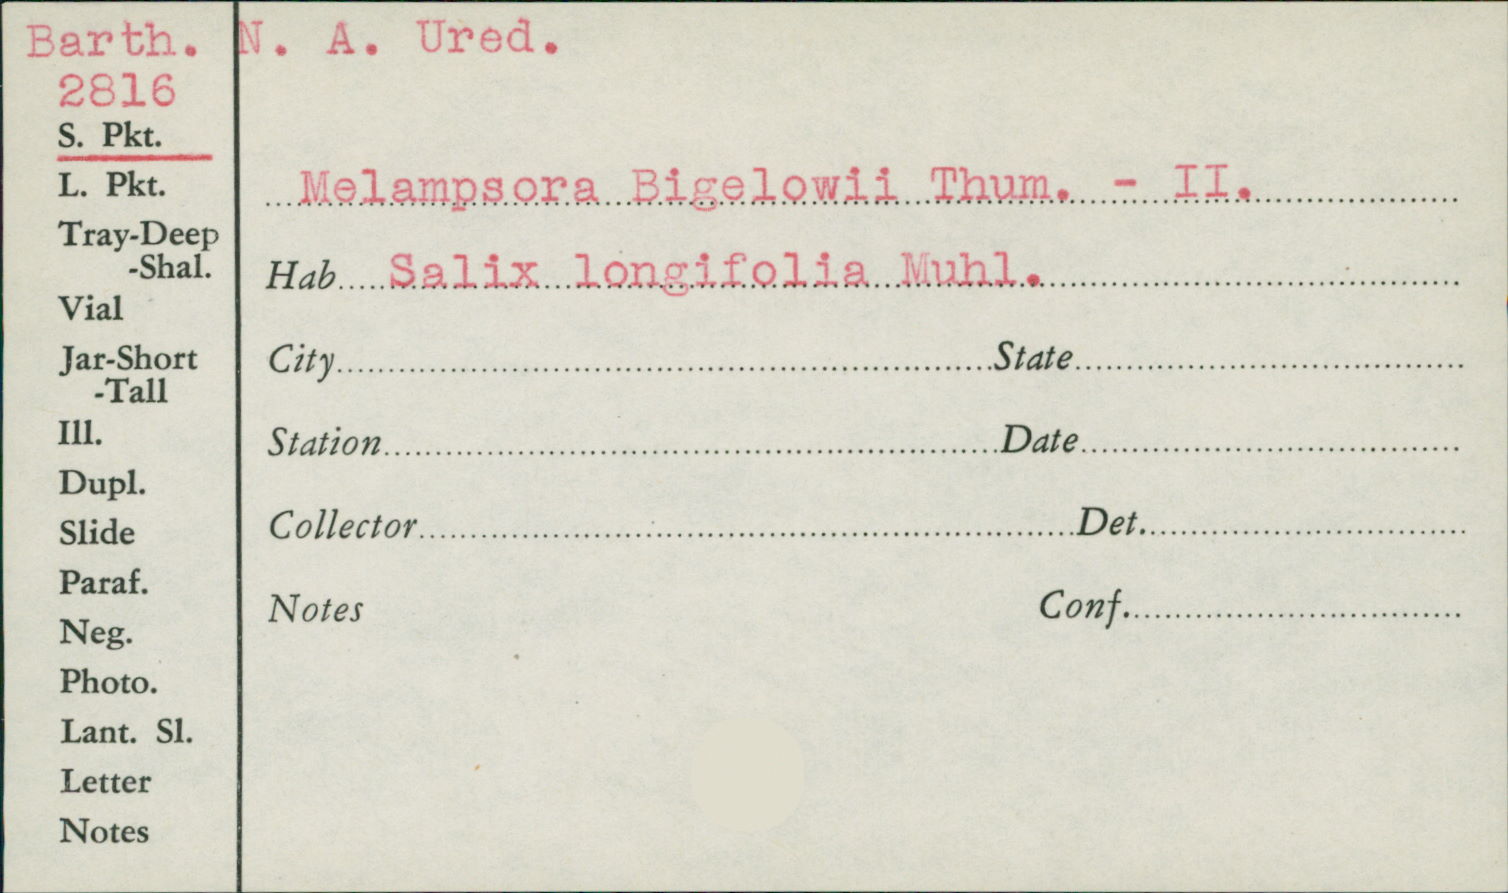 Barth. N. A. Ured.
2816
S. Pkt.
L. Pkt.
Tray-Deep
-Shal.
Vial
Jar-Short
-Tall
Ill.
Dupl.
Slide
Paraf.
Neg.
Photo.
Lant. Sl.
Letter
Notes
Melampsora Bigelowii Thum. - II.
Hab Salix longifolia Muhl.
City State
Station Date
Collector Det.
Notes Conf.